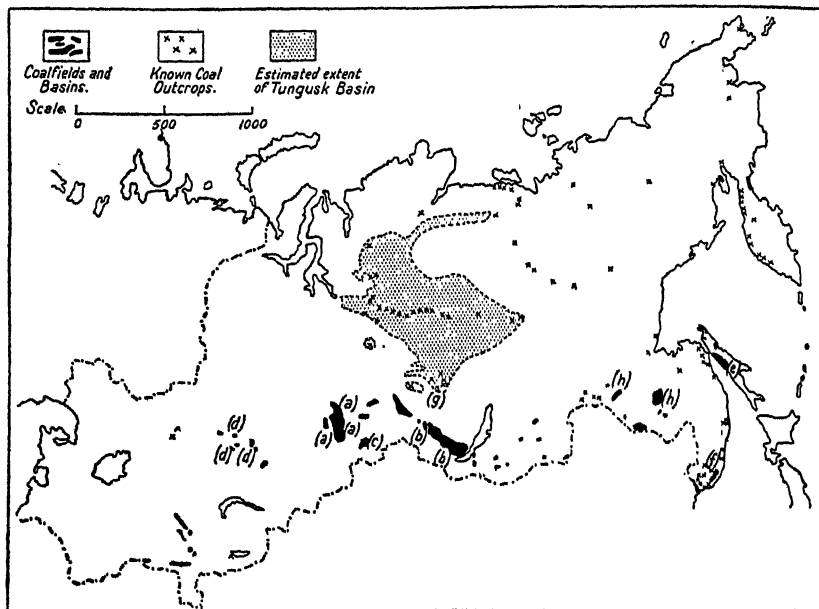 Coalfields and
Basins.
Known Coal
Outcrops.
Estimated extent
of Tungusk Basin
Scale.
0 500 1000
(e)
(h)
(h)
(g)
(a)
(d)
(a)
(a)
(b)
(c)
(d)
(d)
(b)
(f)